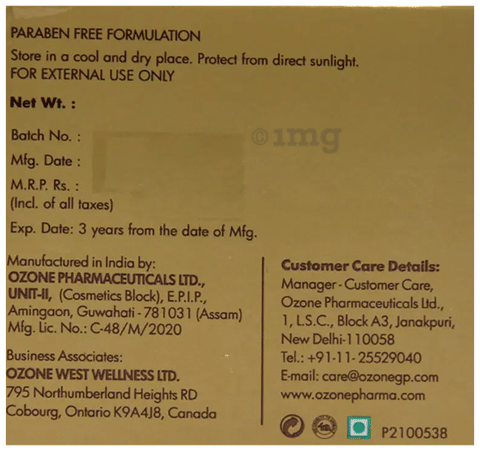 PARABEN FREE FORMULATION
Store in a cool and dry place. Protect from direct sunlight.
FOR EXTERNAL USE ONLY
Net Wt. :
Batch No. :
Mfg. Date :
M.R.P. Rs. :
(Incl. of all taxes)
Exp. Date: 3 years from the date of Mfg.
1mg
Manufactured in India by:
OZONE PHARMACEUTICALS LTD.,
UNIT-II, (Cosmetics Block), E.P.I.P.,
Amingaon, Guwahati - 781031 (Assam)
Mfg. Lic. No.: C-48/M/2020
Business Associates:
OZONE WEST WELLNESS LTD.
795 Northumberland Heights RD
Cobourg, Ontario K9A4J8, Canada
Customer Care Details:
Manager - Customer Care,
Ozone Pharmaceuticals Ltd.,
1, L.S.C., Block A3, Janakpuri,
New Delhi-110058
Tel.: +91-11- 25529040
E-mail: care@ozonegp.com
www.ozonepharma.com
P2100538